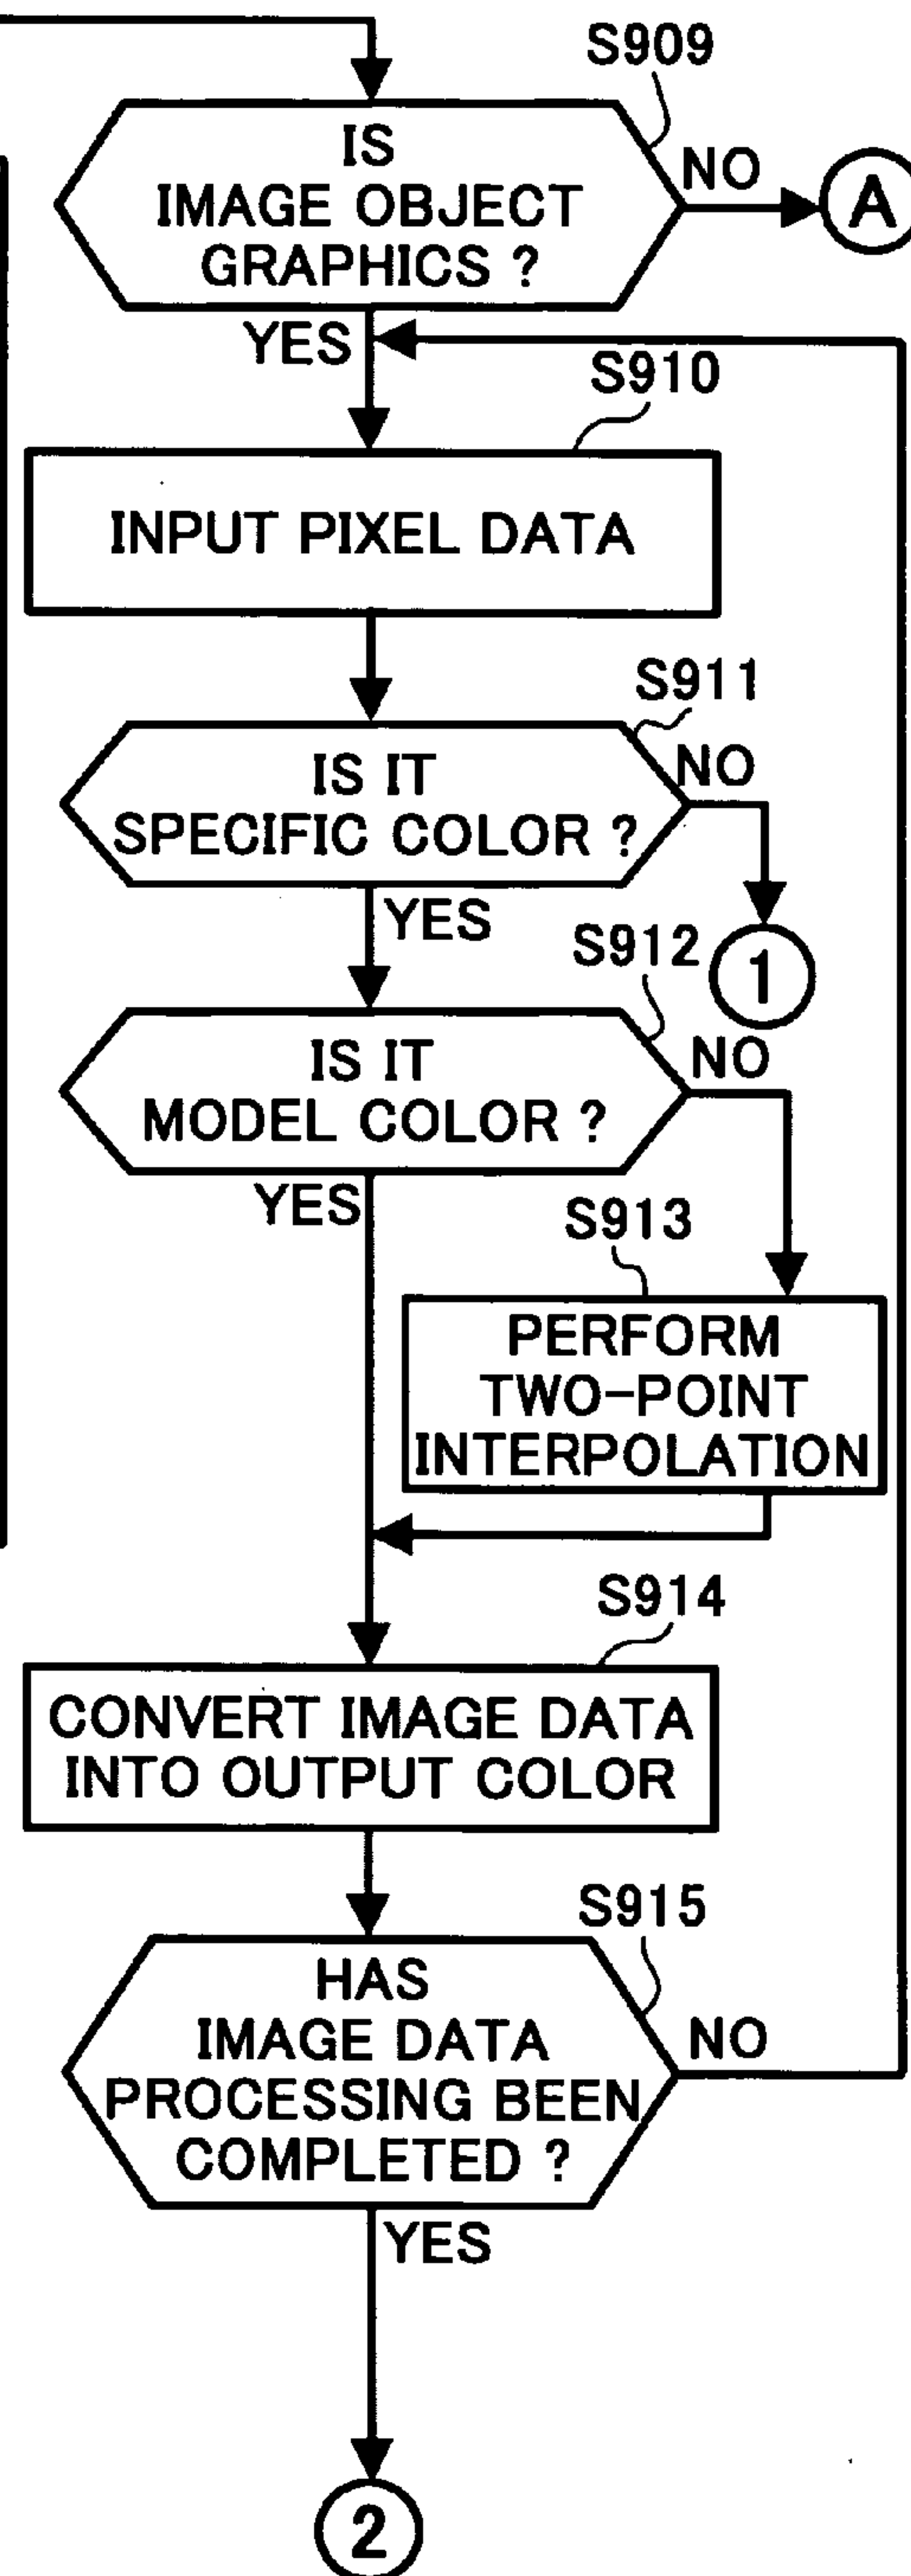 S909
IS
IMAGE OBJECT
GRAPHICS ?
NO
A
YES
S910
INPUT PIXEL DATA
S911
IS IT
SPECIFIC COLOR ?
NO
1
YES
S912
IS IT
MODEL COLOR ?
NO
YES
S913
PERFORM
TWO-POINT
INTERPOLATION
S914
CONVERT IMAGE DATA
INTO OUTPUT COLOR
S915
HAS
IMAGE DATA
PROCESSING BEEN
COMPLETED ?
NO
YES
2